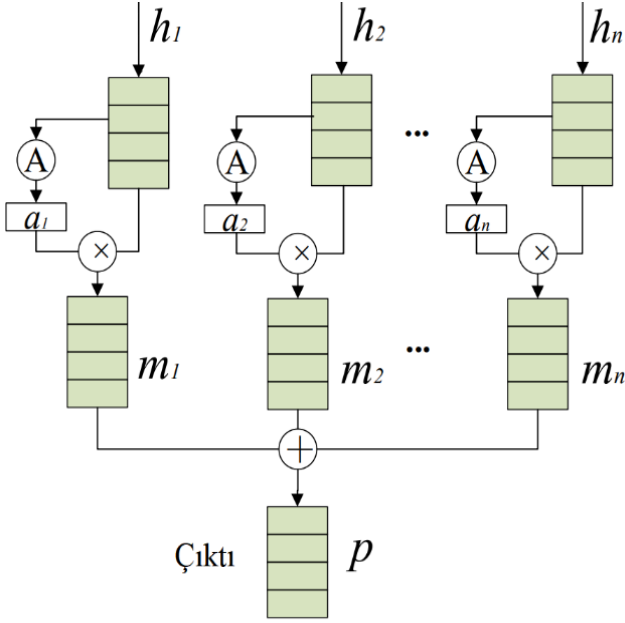 h1 h2 hn
...
A A A
a1 a2 an
× × ×
m1 m2 ... mn
+
Çıktı p